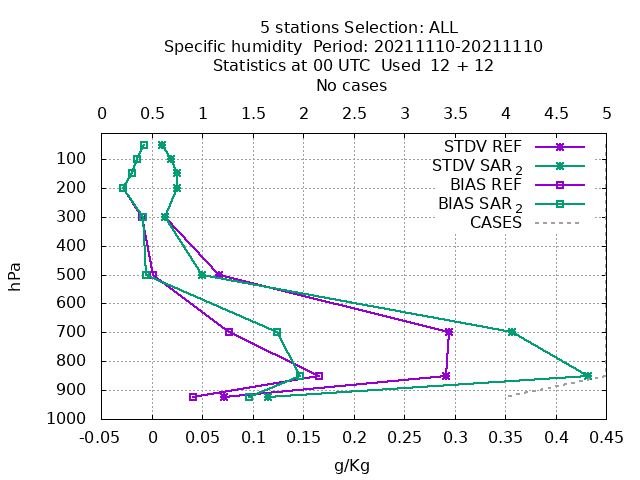 5 stations Selection: ALL
Specific humidity  Period: 20211110-20211110
Statistics at 00 UTC  Used  12 + 12
No cases
0 0.5 1 1.5 2 2.5 3 3.5 4 4.5 5
STDV REF
STDV SAR 2
BIAS REF
BIAS SAR 2
CASES
hPa
100
200
300
400
500
600
700
800
900
1000
-0.05 0 0.05 0.1 0.15 0.2 0.25 0.3 0.35 0.4 0.45
g/Kg